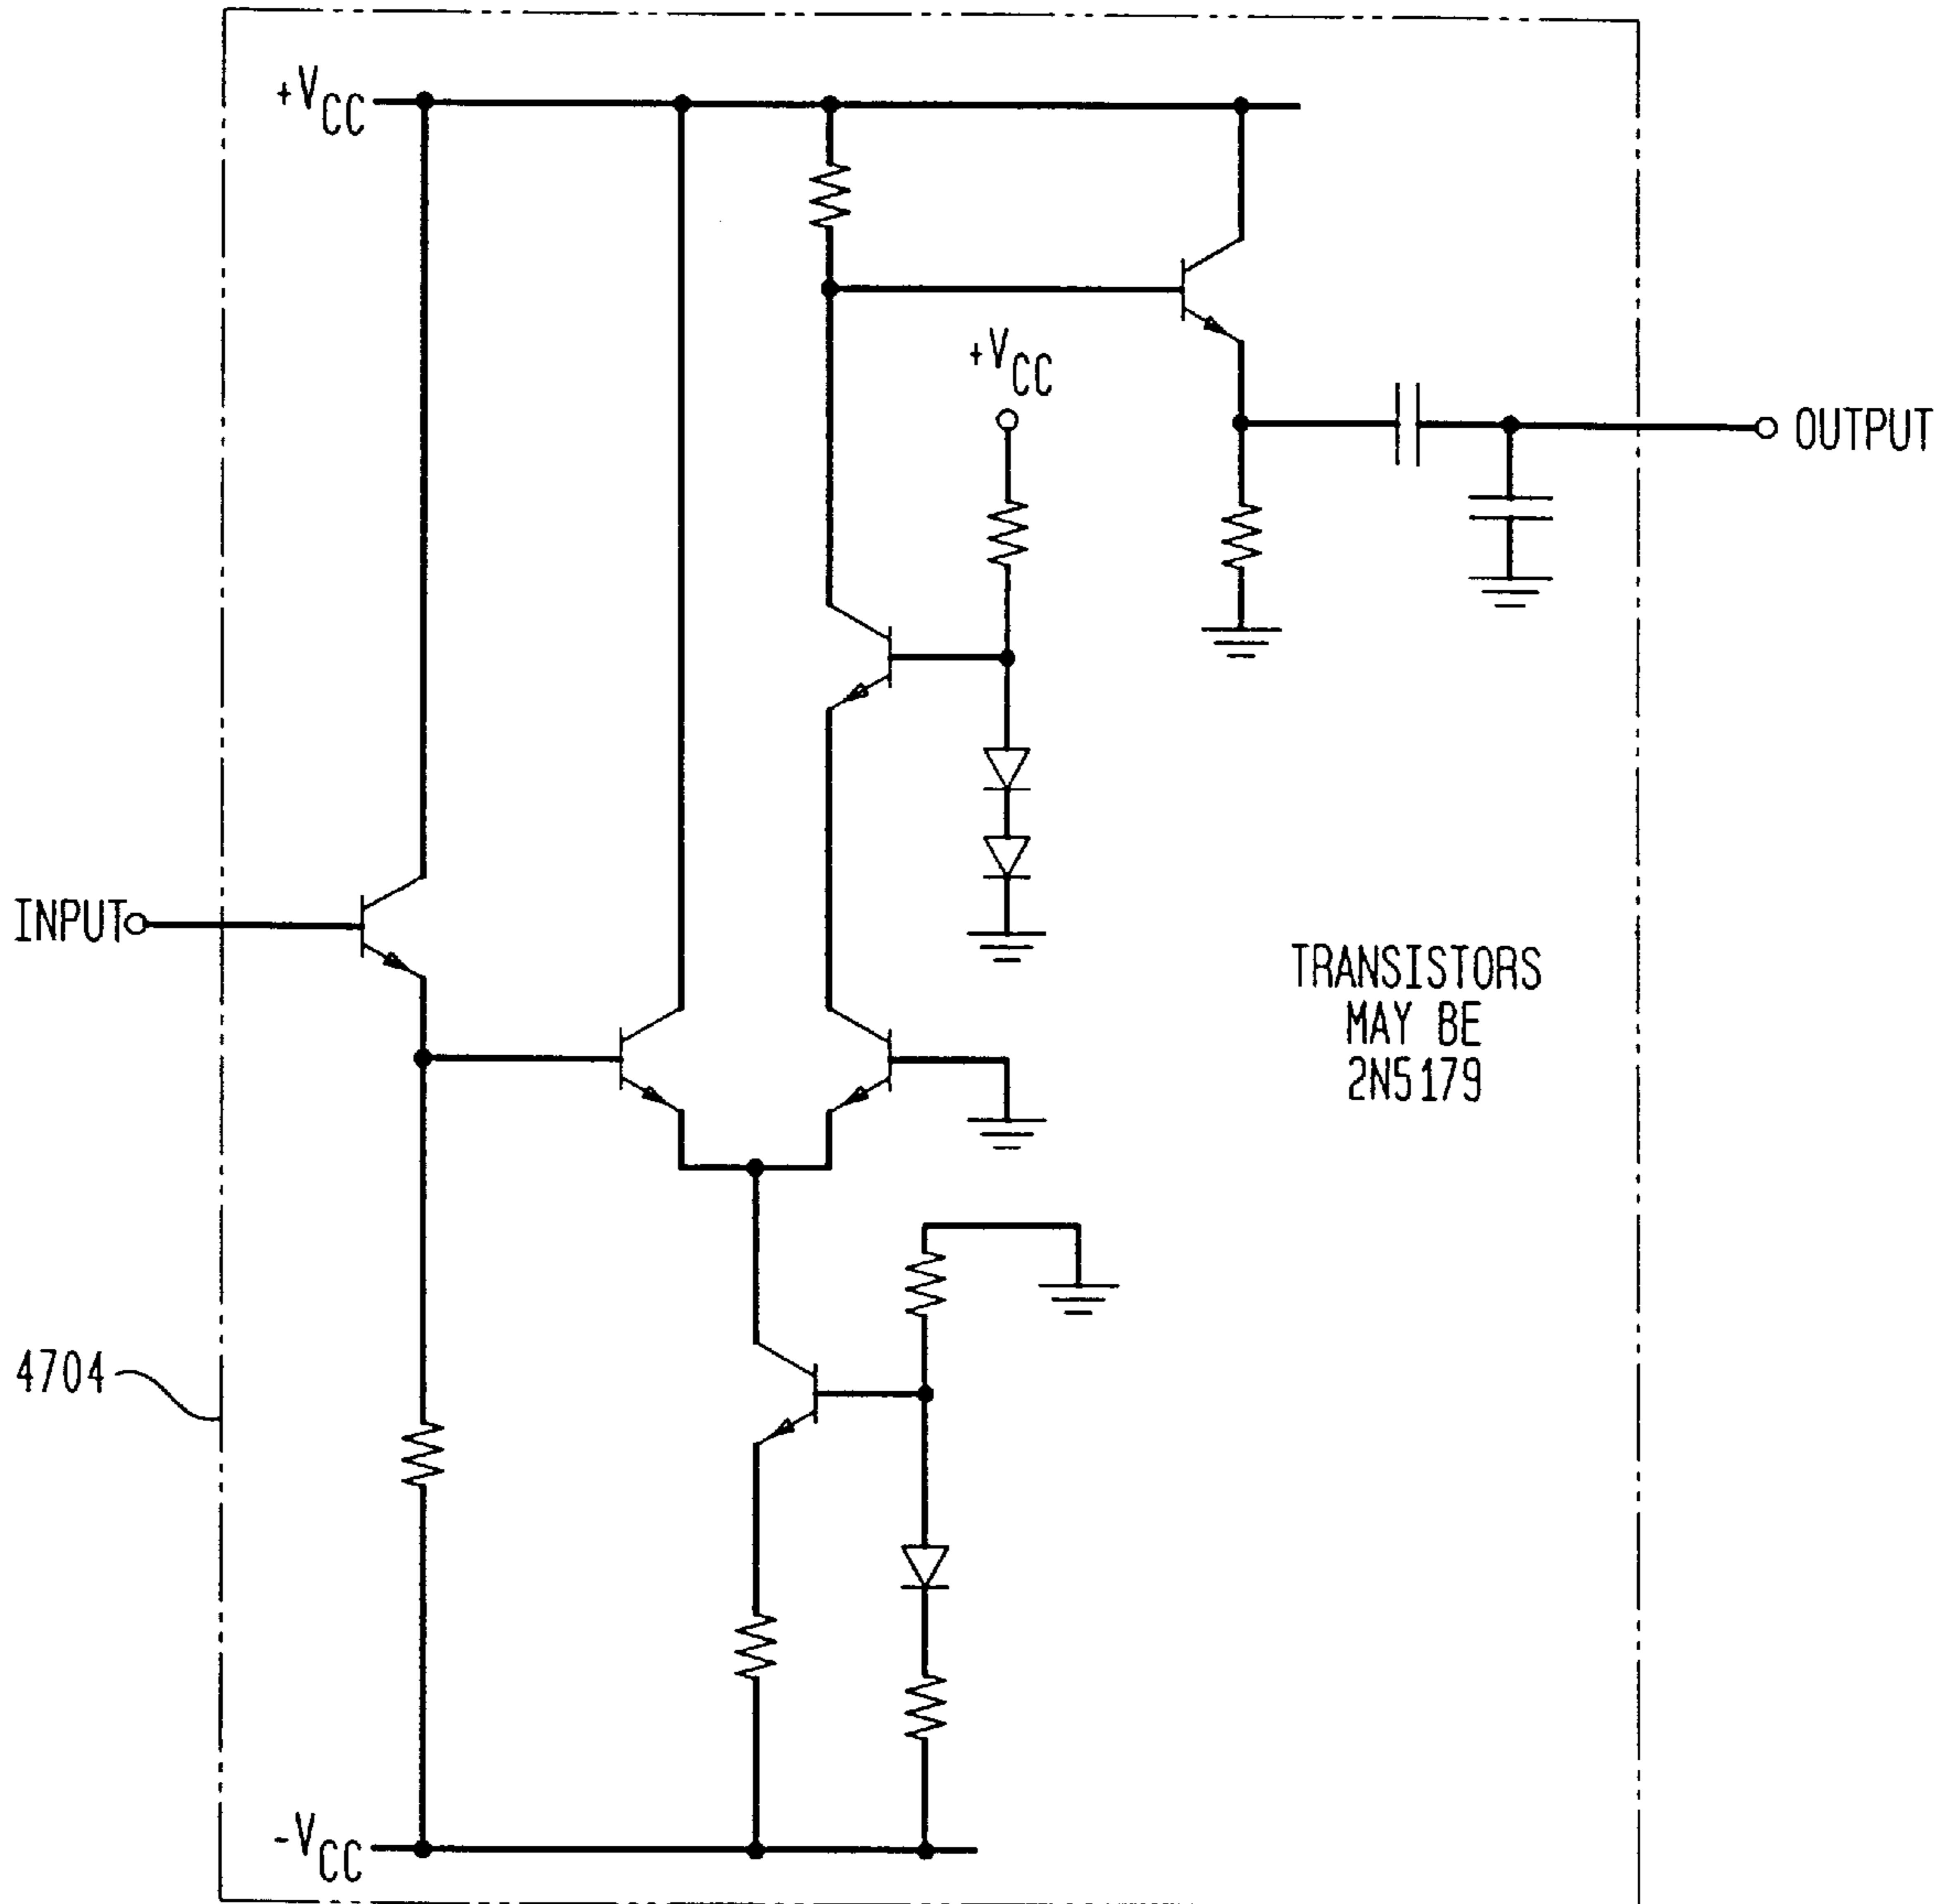 +VCC
+VCC
OUTPUT
INPUT
TRANSISTORS
MAY BE
2N5179
4704
-VCC